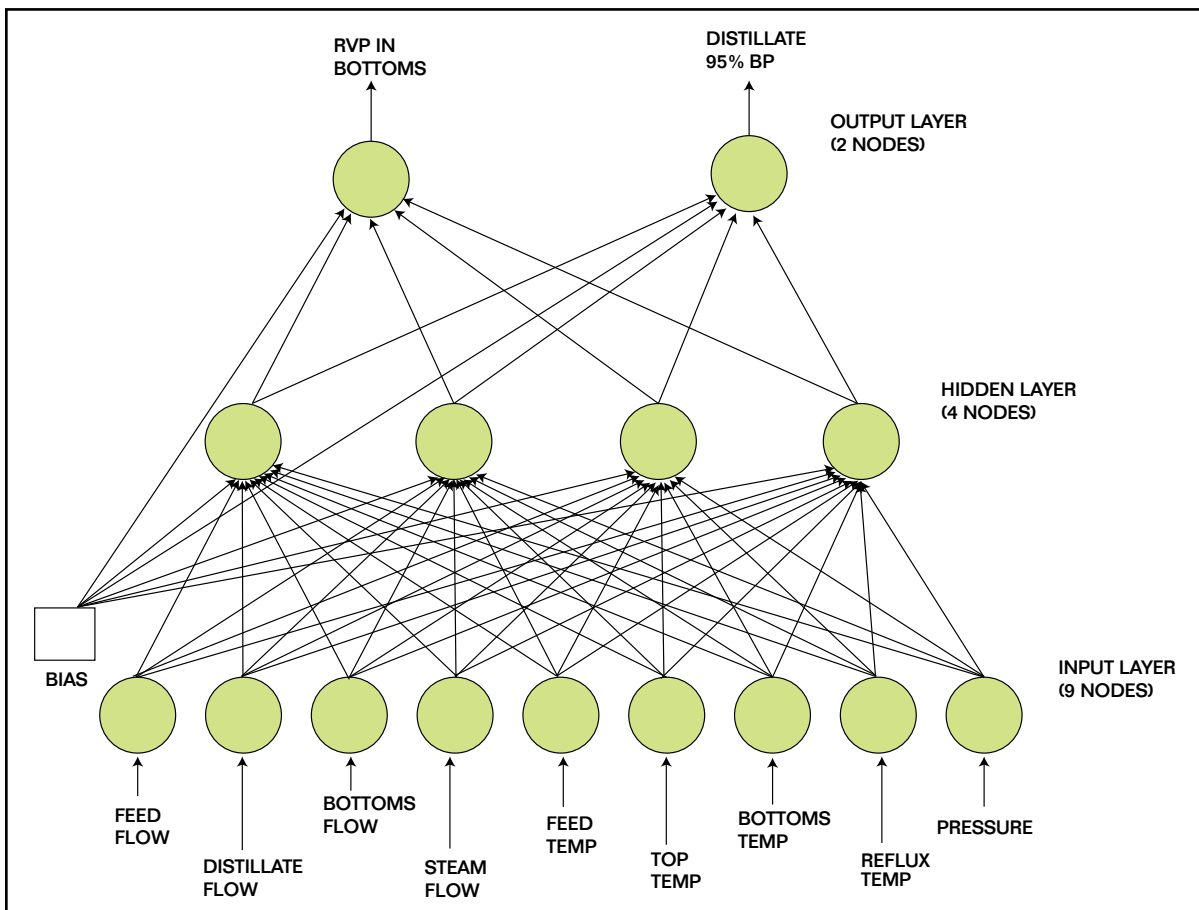 RVP IN
BOTTOMS
DISTILLATE
95% BP
OUTPUT LAYER
(2 NODES)
HIDDEN LAYER
(4 NODES)
BIAS
INPUT LAYER
(9 NODES)
FEED
FLOW
DISTILLATE
FLOW
BOTTOMS
FLOW
STEAM
FLOW
FEED
TEMP
TOP
TEMP
BOTTOMS
TEMP
REFLUX
TEMP
PRESSURE